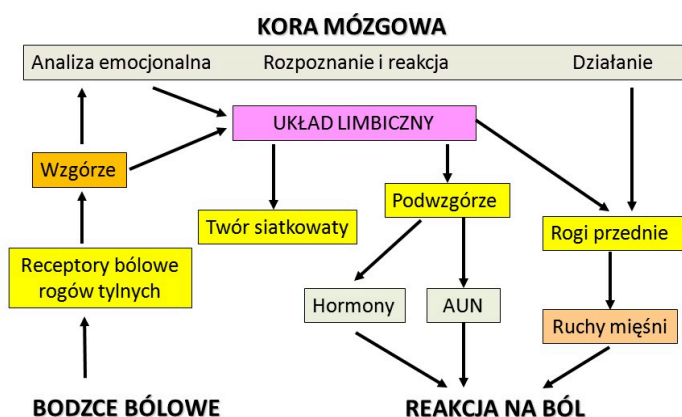 KORA MÓZGOWA
Analiza emocjonalna Rozpoznanie i reakcja Działanie
UKŁAD LIMBICZNY
Wzgórze
Podwzgórze
Twór siatkowaty
Rogi przednie
Receptory bólowe
rogów tylnych
Hormony
AUN
Ruchy mięśni
BODZCE BÓLOWE
REAKCJA NA BÓL